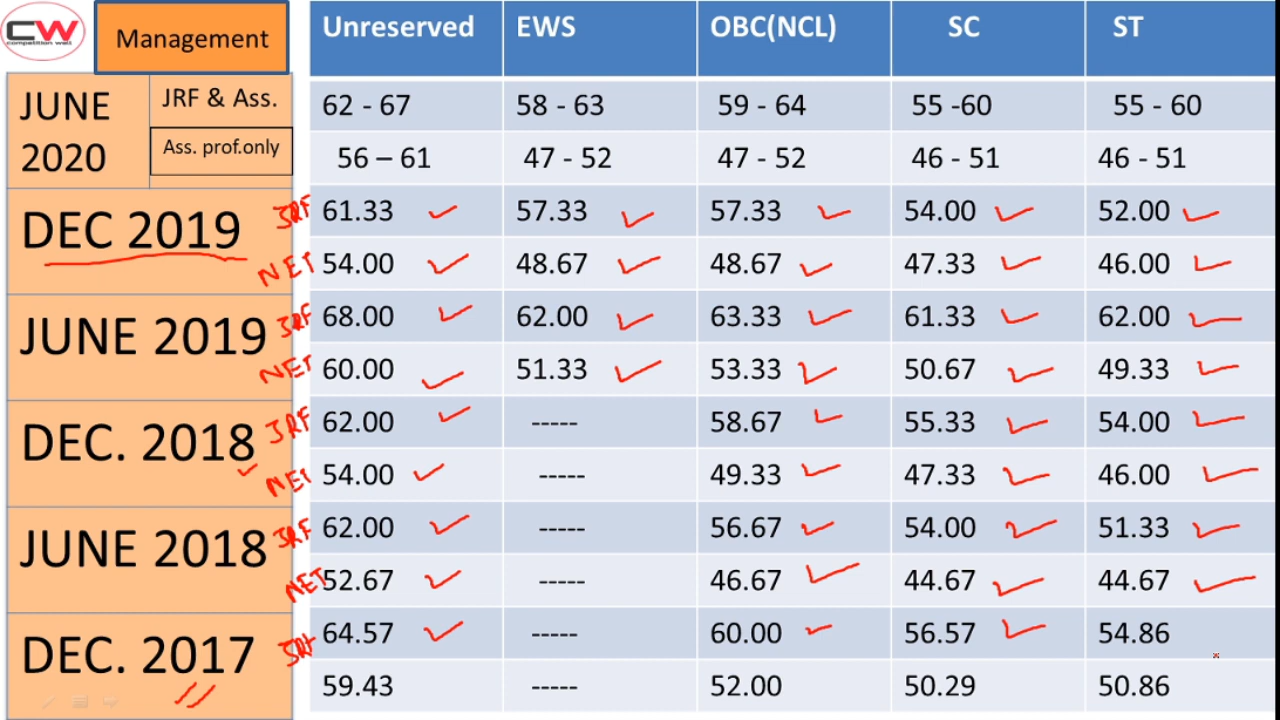 CW
competition well
Management
Unreserved EWS OBC(NCL) SC ST
JUNE 2020 JRF & Ass. 62 - 67 58 - 63 59 - 64 55 -60 55 - 60
Ass. prof.only 56 – 61 47 - 52 47 - 52 46 - 51 46 - 51
DEC 2019 JRF 61.33 57.33 57.33 54.00 52.00
NET 54.00 48.67 48.67 47.33 46.00
JUNE 2019 JRF 68.00 62.00 63.33 61.33 62.00
NET 60.00 51.33 53.33 50.67 49.33
DEC. 2018 JRF 62.00 ----- 58.67 55.33 54.00
NET 54.00 ----- 49.33 47.33 46.00
JUNE 2018 JRF 62.00 ----- 56.67 54.00 51.33
NET 52.67 ----- 46.67 44.67 44.67
DEC. 2017 JRF 64.57 ----- 60.00 56.57 54.86
59.43 ----- 52.00 50.29 50.86